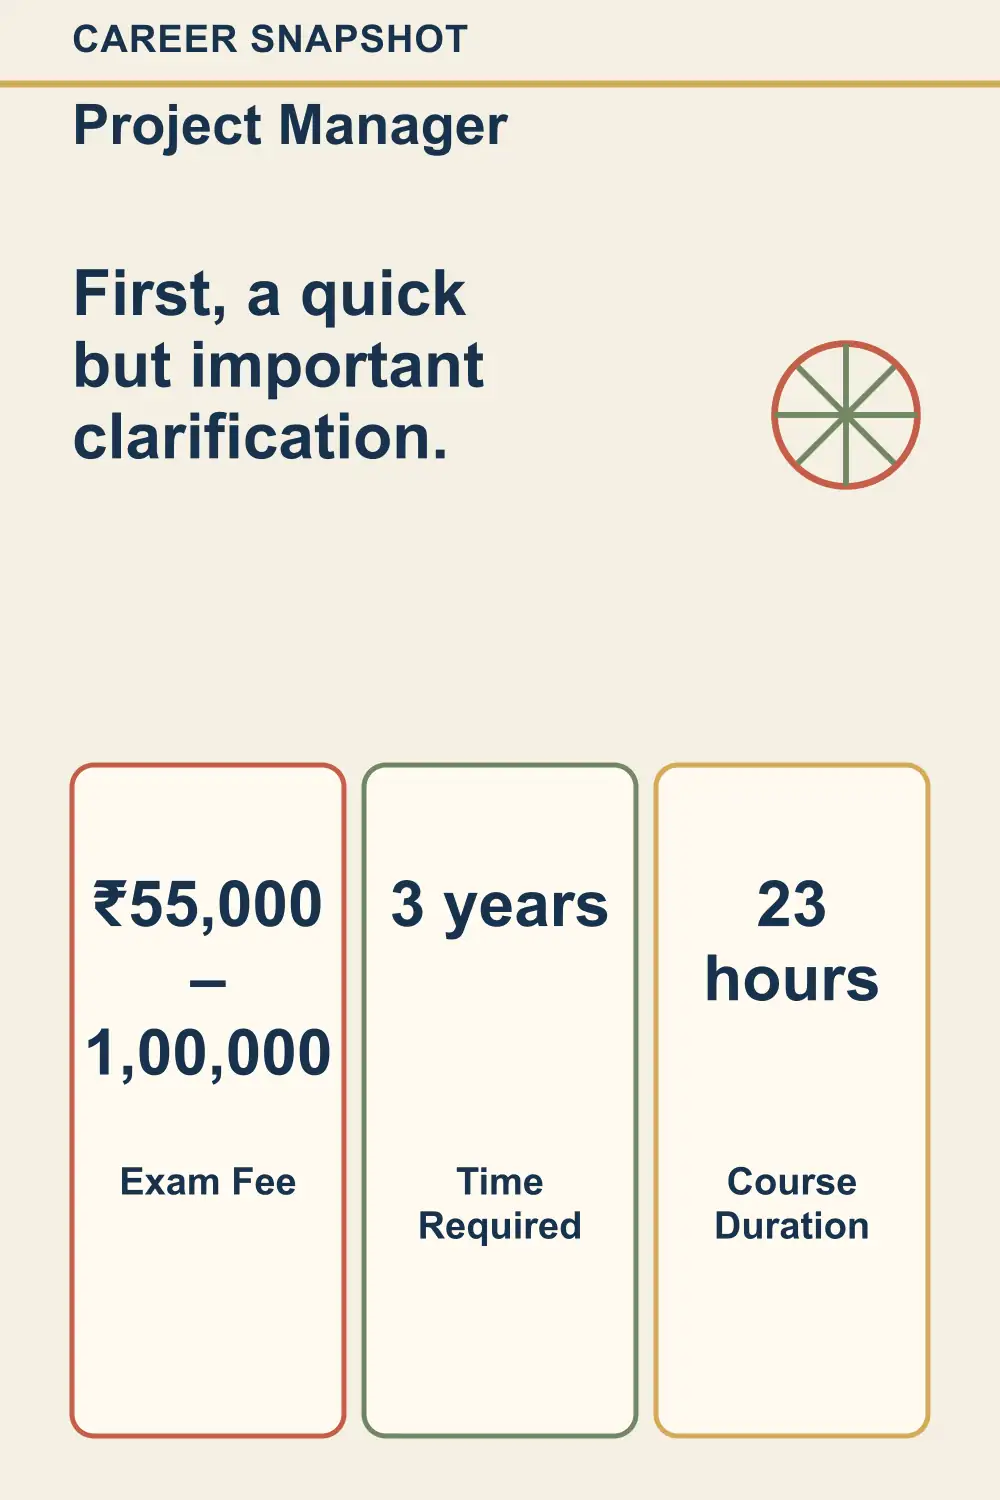 CAREER SNAPSHOT
Project Manager
First, a quick
but important
clarification.
₹55,000
–
1,00,000
Exam Fee
3 years
Time
Required
23
hours
Course
Duration